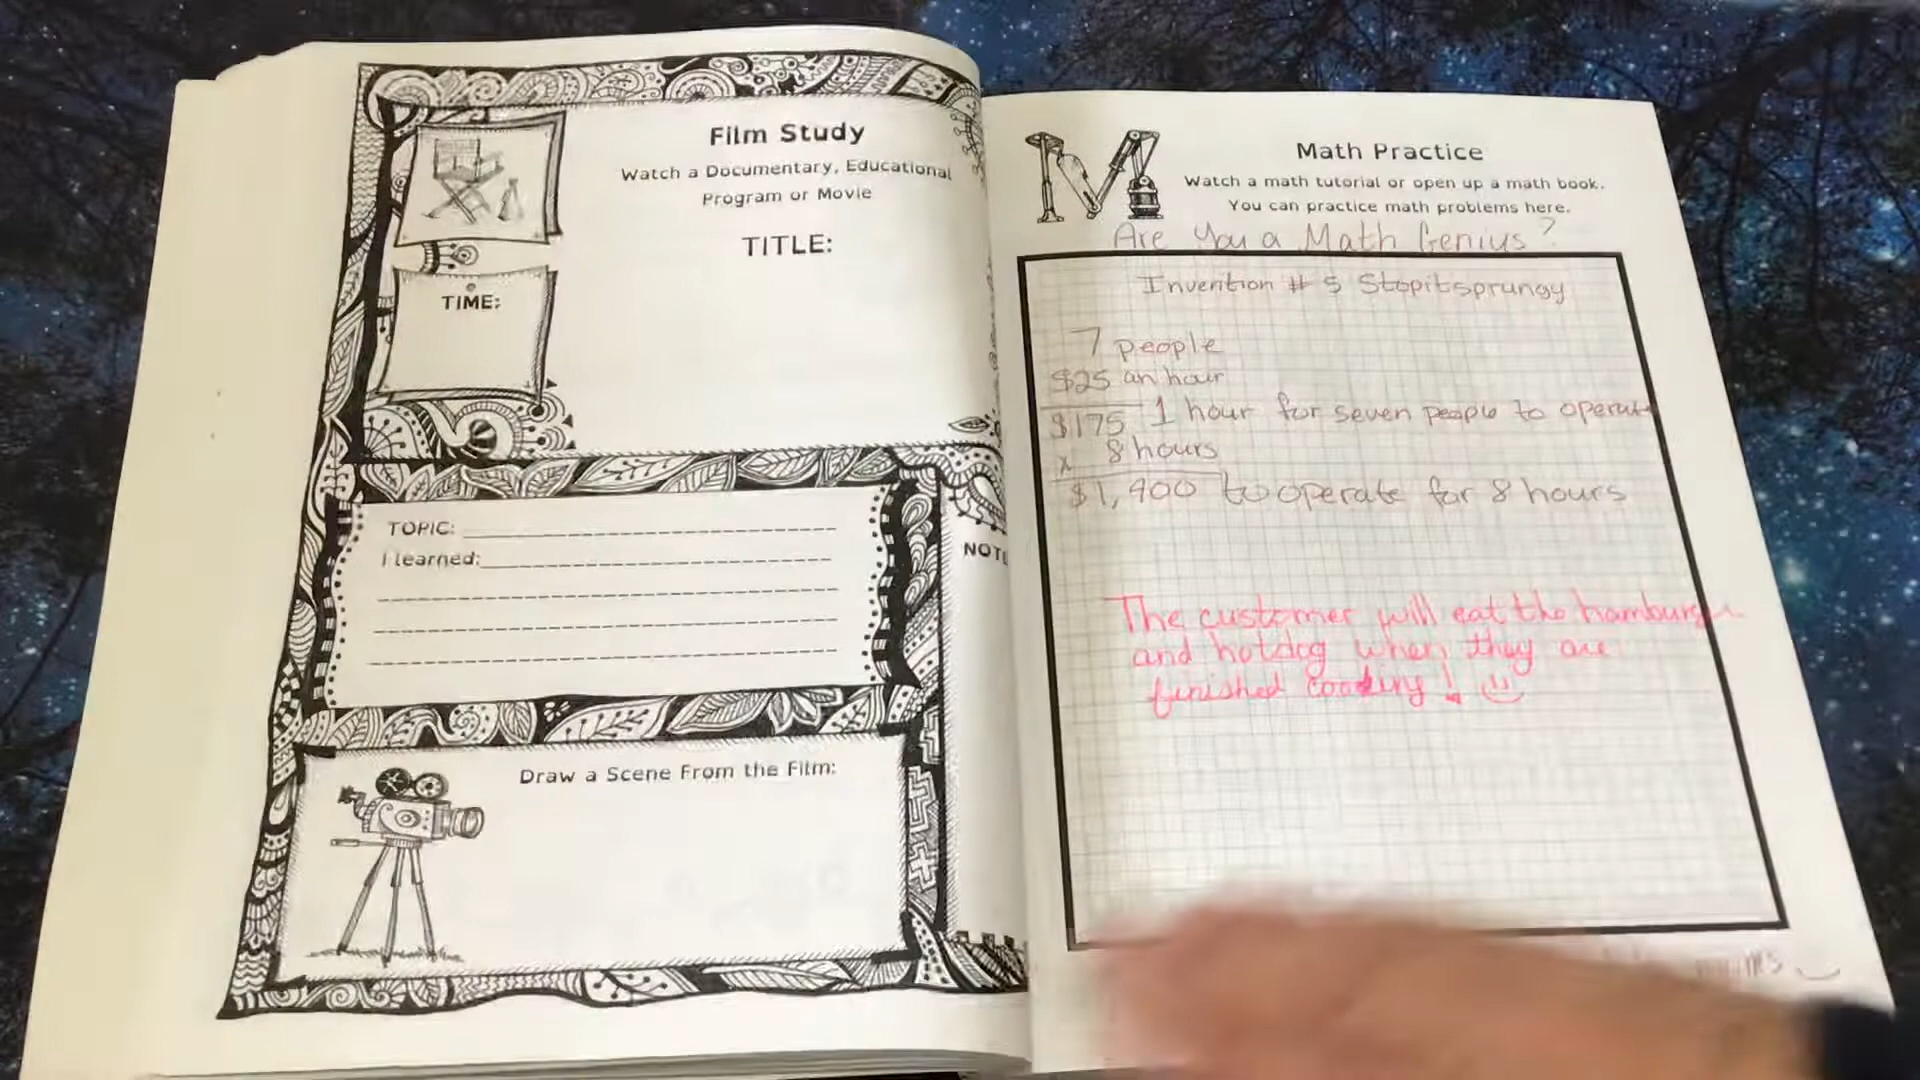 Film Study
Watch a Documentary, Educational
Program or Movie
TITLE:
TIME:
TOPIC:
I learned:
NOT
Draw a Scene From the Film:
M
Math Practice
Watch a math tutorial or open up a math book.
You can practice math problems here.
Are You a Math Genius?
Invention # 5 Stopitsprungy
7 people
$25 an hour
$175 1 hour for seven people to operate
x 8 hours
$1,400 to operate for 8 hours
The customer will eat the hamburger
and hotdog when they are
finished cooking!